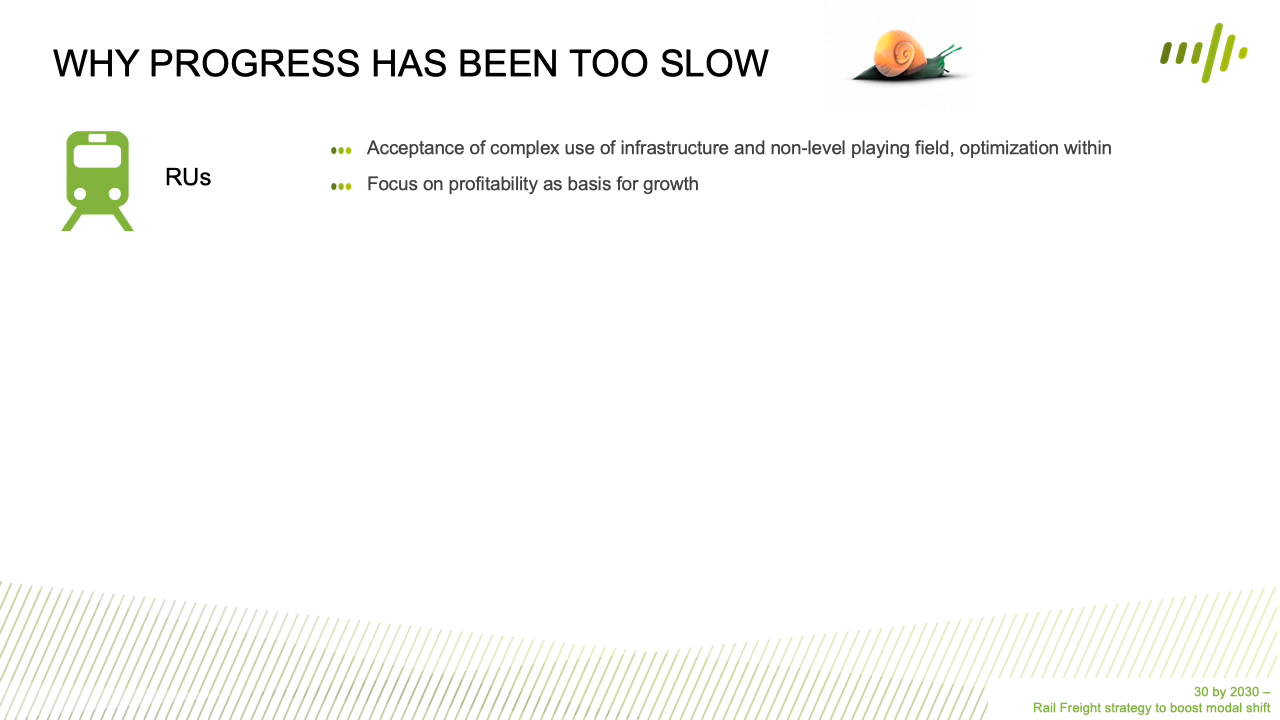 WHY PROGRESS HAS BEEN TOO SLOW
RUs
Acceptance of complex use of infrastructure and non-level playing field, optimization within
Focus on profitability as basis for growth
30 by 2030 –
Rail Freight strategy to boost modal shift